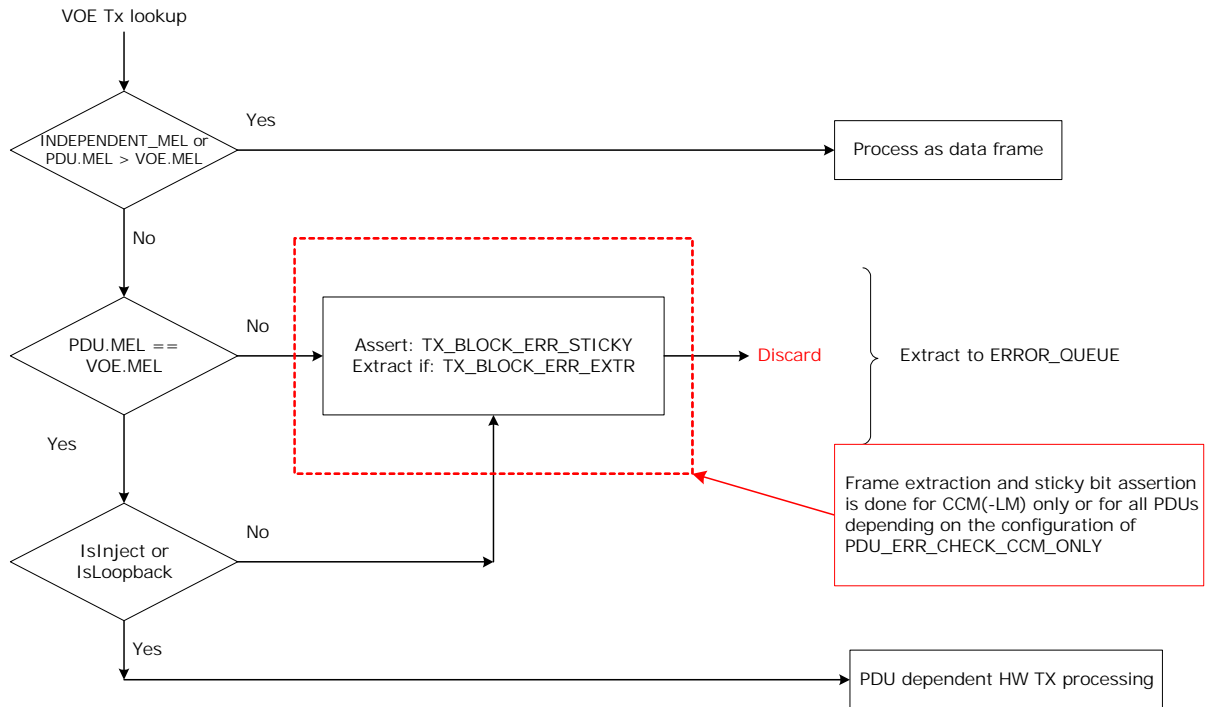 VOE Tx lookup
INDEPENDENT_MEL or
PDU.MEL > VOE.MEL
Yes
Process as data frame
No
PDU.MEL ==
VOE.MEL
No
Assert: TX_BLOCK_ERR_STICKY
Extract if: TX_BLOCK_ERR_EXTR
Discard
Extract to ERROR_QUEUE
Yes
Frame extraction and sticky bit assertion
is done for CCM(-LM) only or for all PDUs
depending on the configuration of
PDU_ERR_CHECK_CCM_ONLY
IsInject or
IsLoopback
No
Yes
PDU dependent HW TX processing